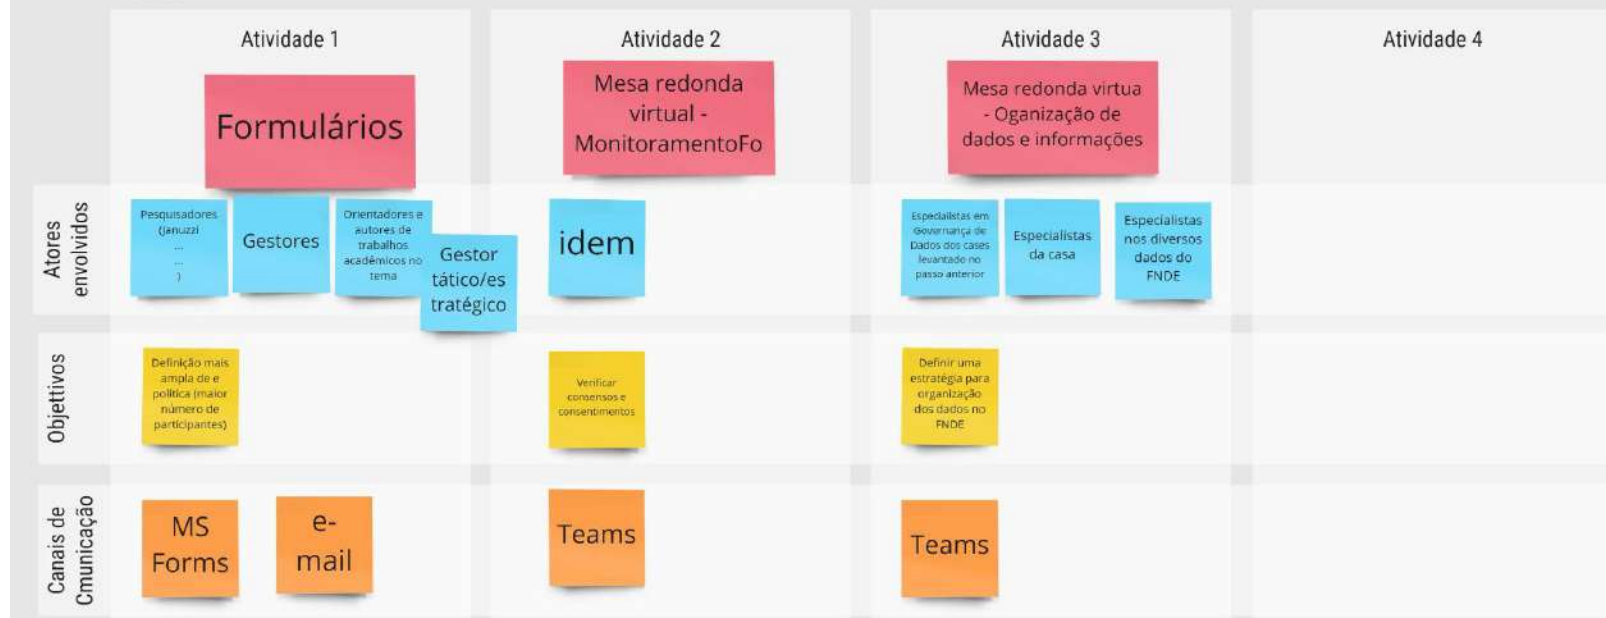 Atividade 1
Atividade 2
Atividade 3
Atividade 4
Formulários
Mesa redonda
virtual -
MonitoramentoFo
Mesa redonda virtua
- Oganização de
dados e informações
Atores
envolvidos
Pesquisadores
(januzzi
...
...
)
Gestores
Orientadores e
autores de
trabalhos
acadêmicos no
tema
Gestor
tático/es
tratégico
idem
Especialistas em
Governança de
Dados dos cases
levantado no
passo anterior
Especialistas
da casa
Especialistas
nos diversos
dados do
FNDE
Objettivos
Definição mais
ampla de e
política (maior
número de
participantes)
Verificar
consensos e
consentimentos
Definir uma
estratégia para
organização
dos dados no
FNDE
Canais de
Cmunicação
MS
Forms
e-
mail
Teams
Teams